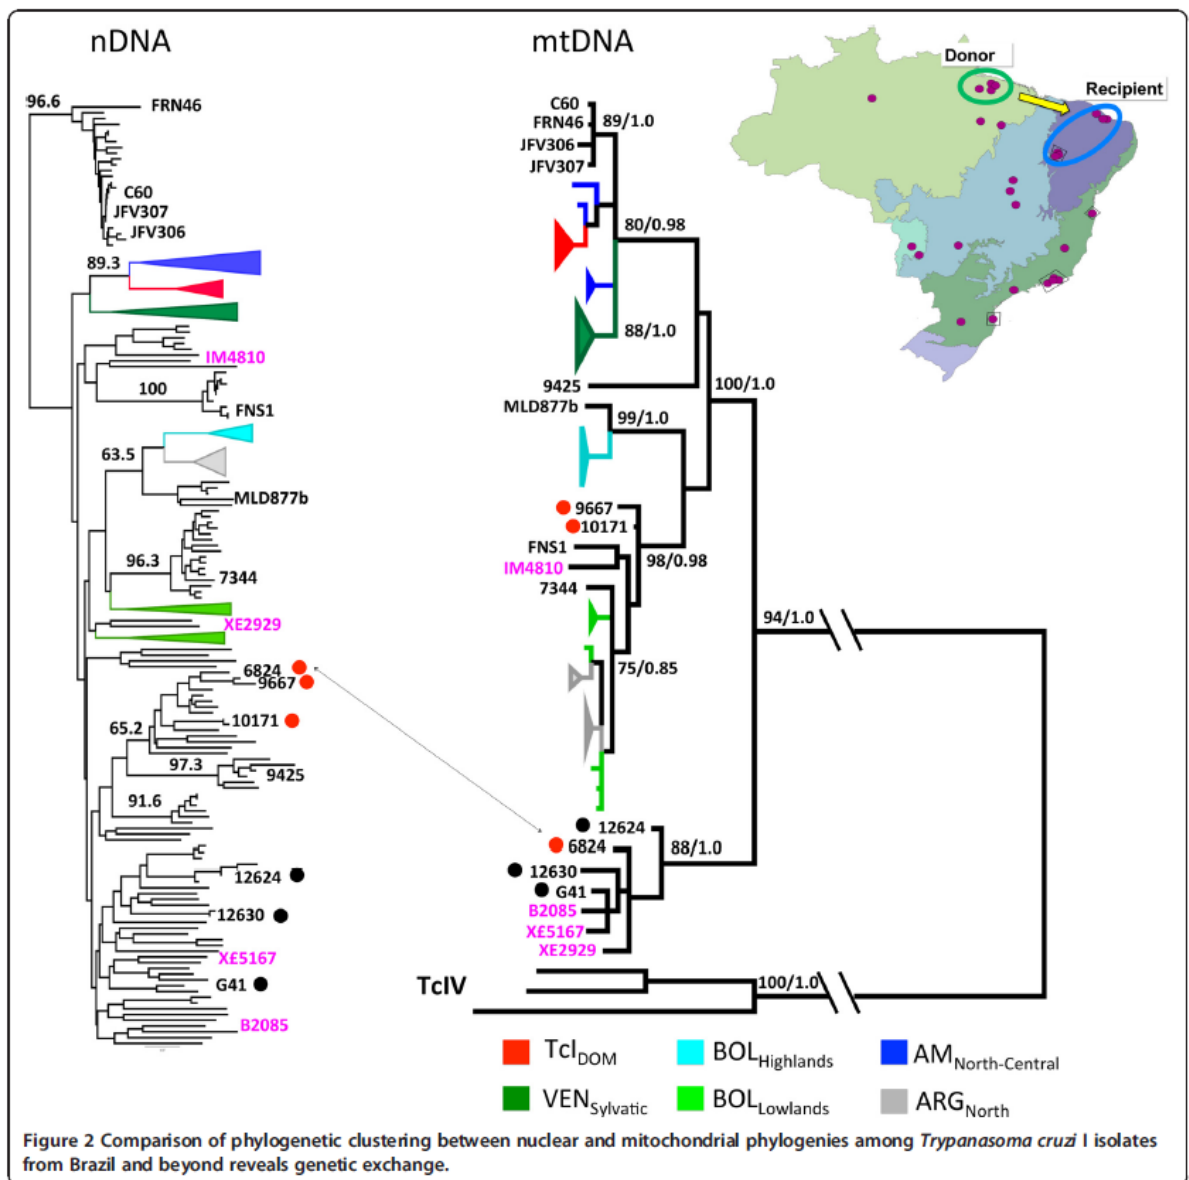 nDNA
96.6
FRN46
C60
JFV307
JFV306
89.3
IM4810
100
FNS1
63.5
MLD877b
96.3
7344
XE2929
6824
9667
10171
65.2
97.3
9425
91.6
12624
12630
X£5167
G41
B2085
mtDNA
C60
FRN46
89/1.0
JFV306
JFV307
80/0.98
88/1.0
9425
100/1.0
MLD877b
99/1.0
9667
10171
FNS1
98/0.98
IM4810
7344
94/1.0
75/0.85
12624
6824
88/1.0
12630
G41
B2085
X£5167
XE2929
TcIV
100/1.0
Donor
Recipient
TcIDOM
BOLHighlands
AMNorth-Central
VENSylvatic
BOLLowlands
ARGNorth
Figure 2 Comparison of phylogenetic clustering between nuclear and mitochondrial phylogenies among Trypanasoma cruzi I isolates
from Brazil and beyond reveals genetic exchange.